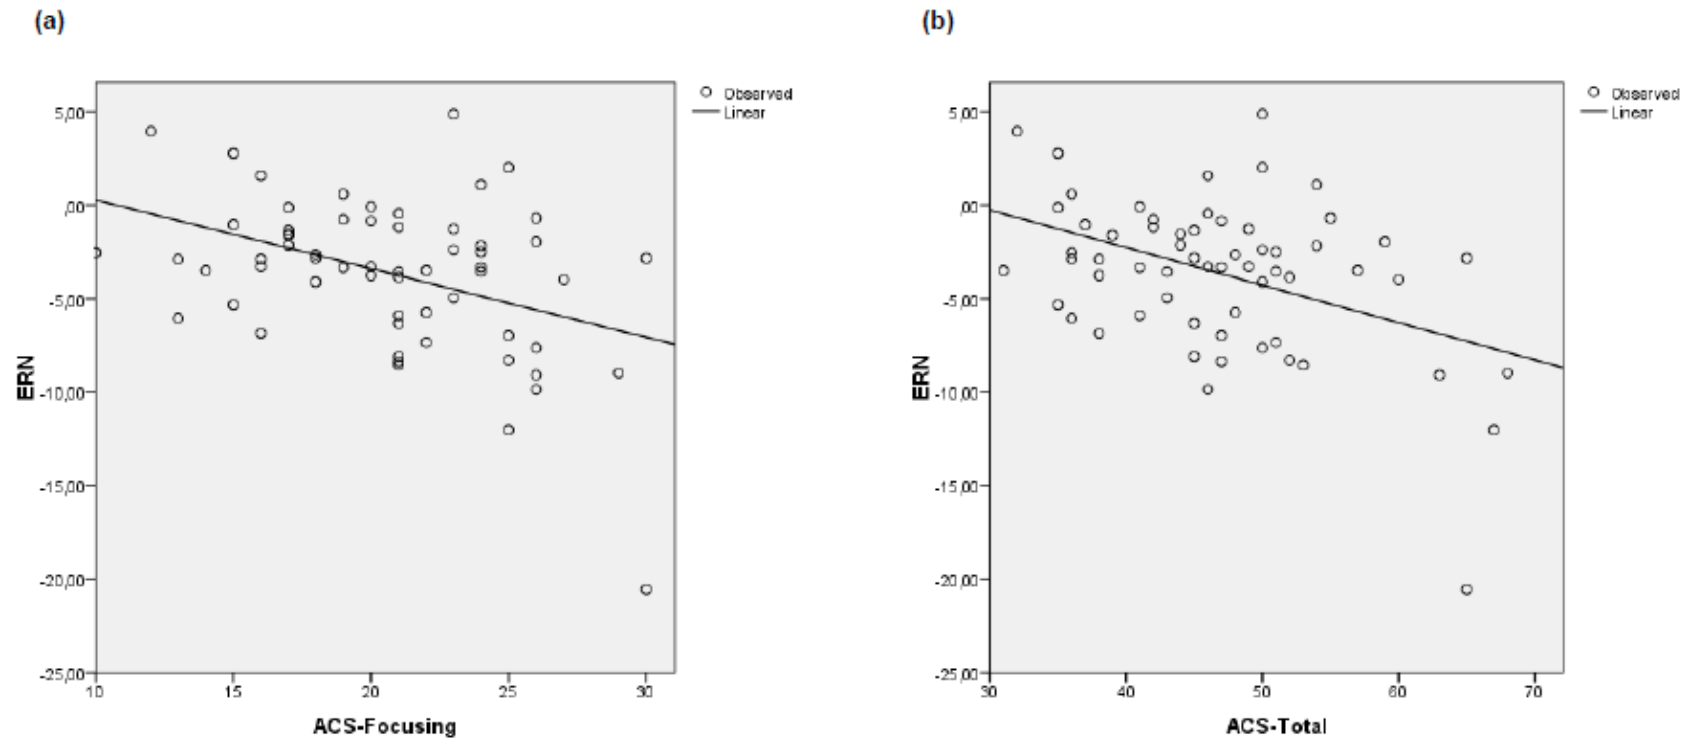 (a)
5,00
,00
-5,00
-10,00
-15,00
-20,00
-25,00
ERN
10 15 20 25 30
ACS-Focusing
Observed
Linear
(b)
5,00
,00
-5,00
-10,00
-15,00
-20,00
-25,00
ERN
30 40 50 60 70
ACS-Total
Observed
Linear